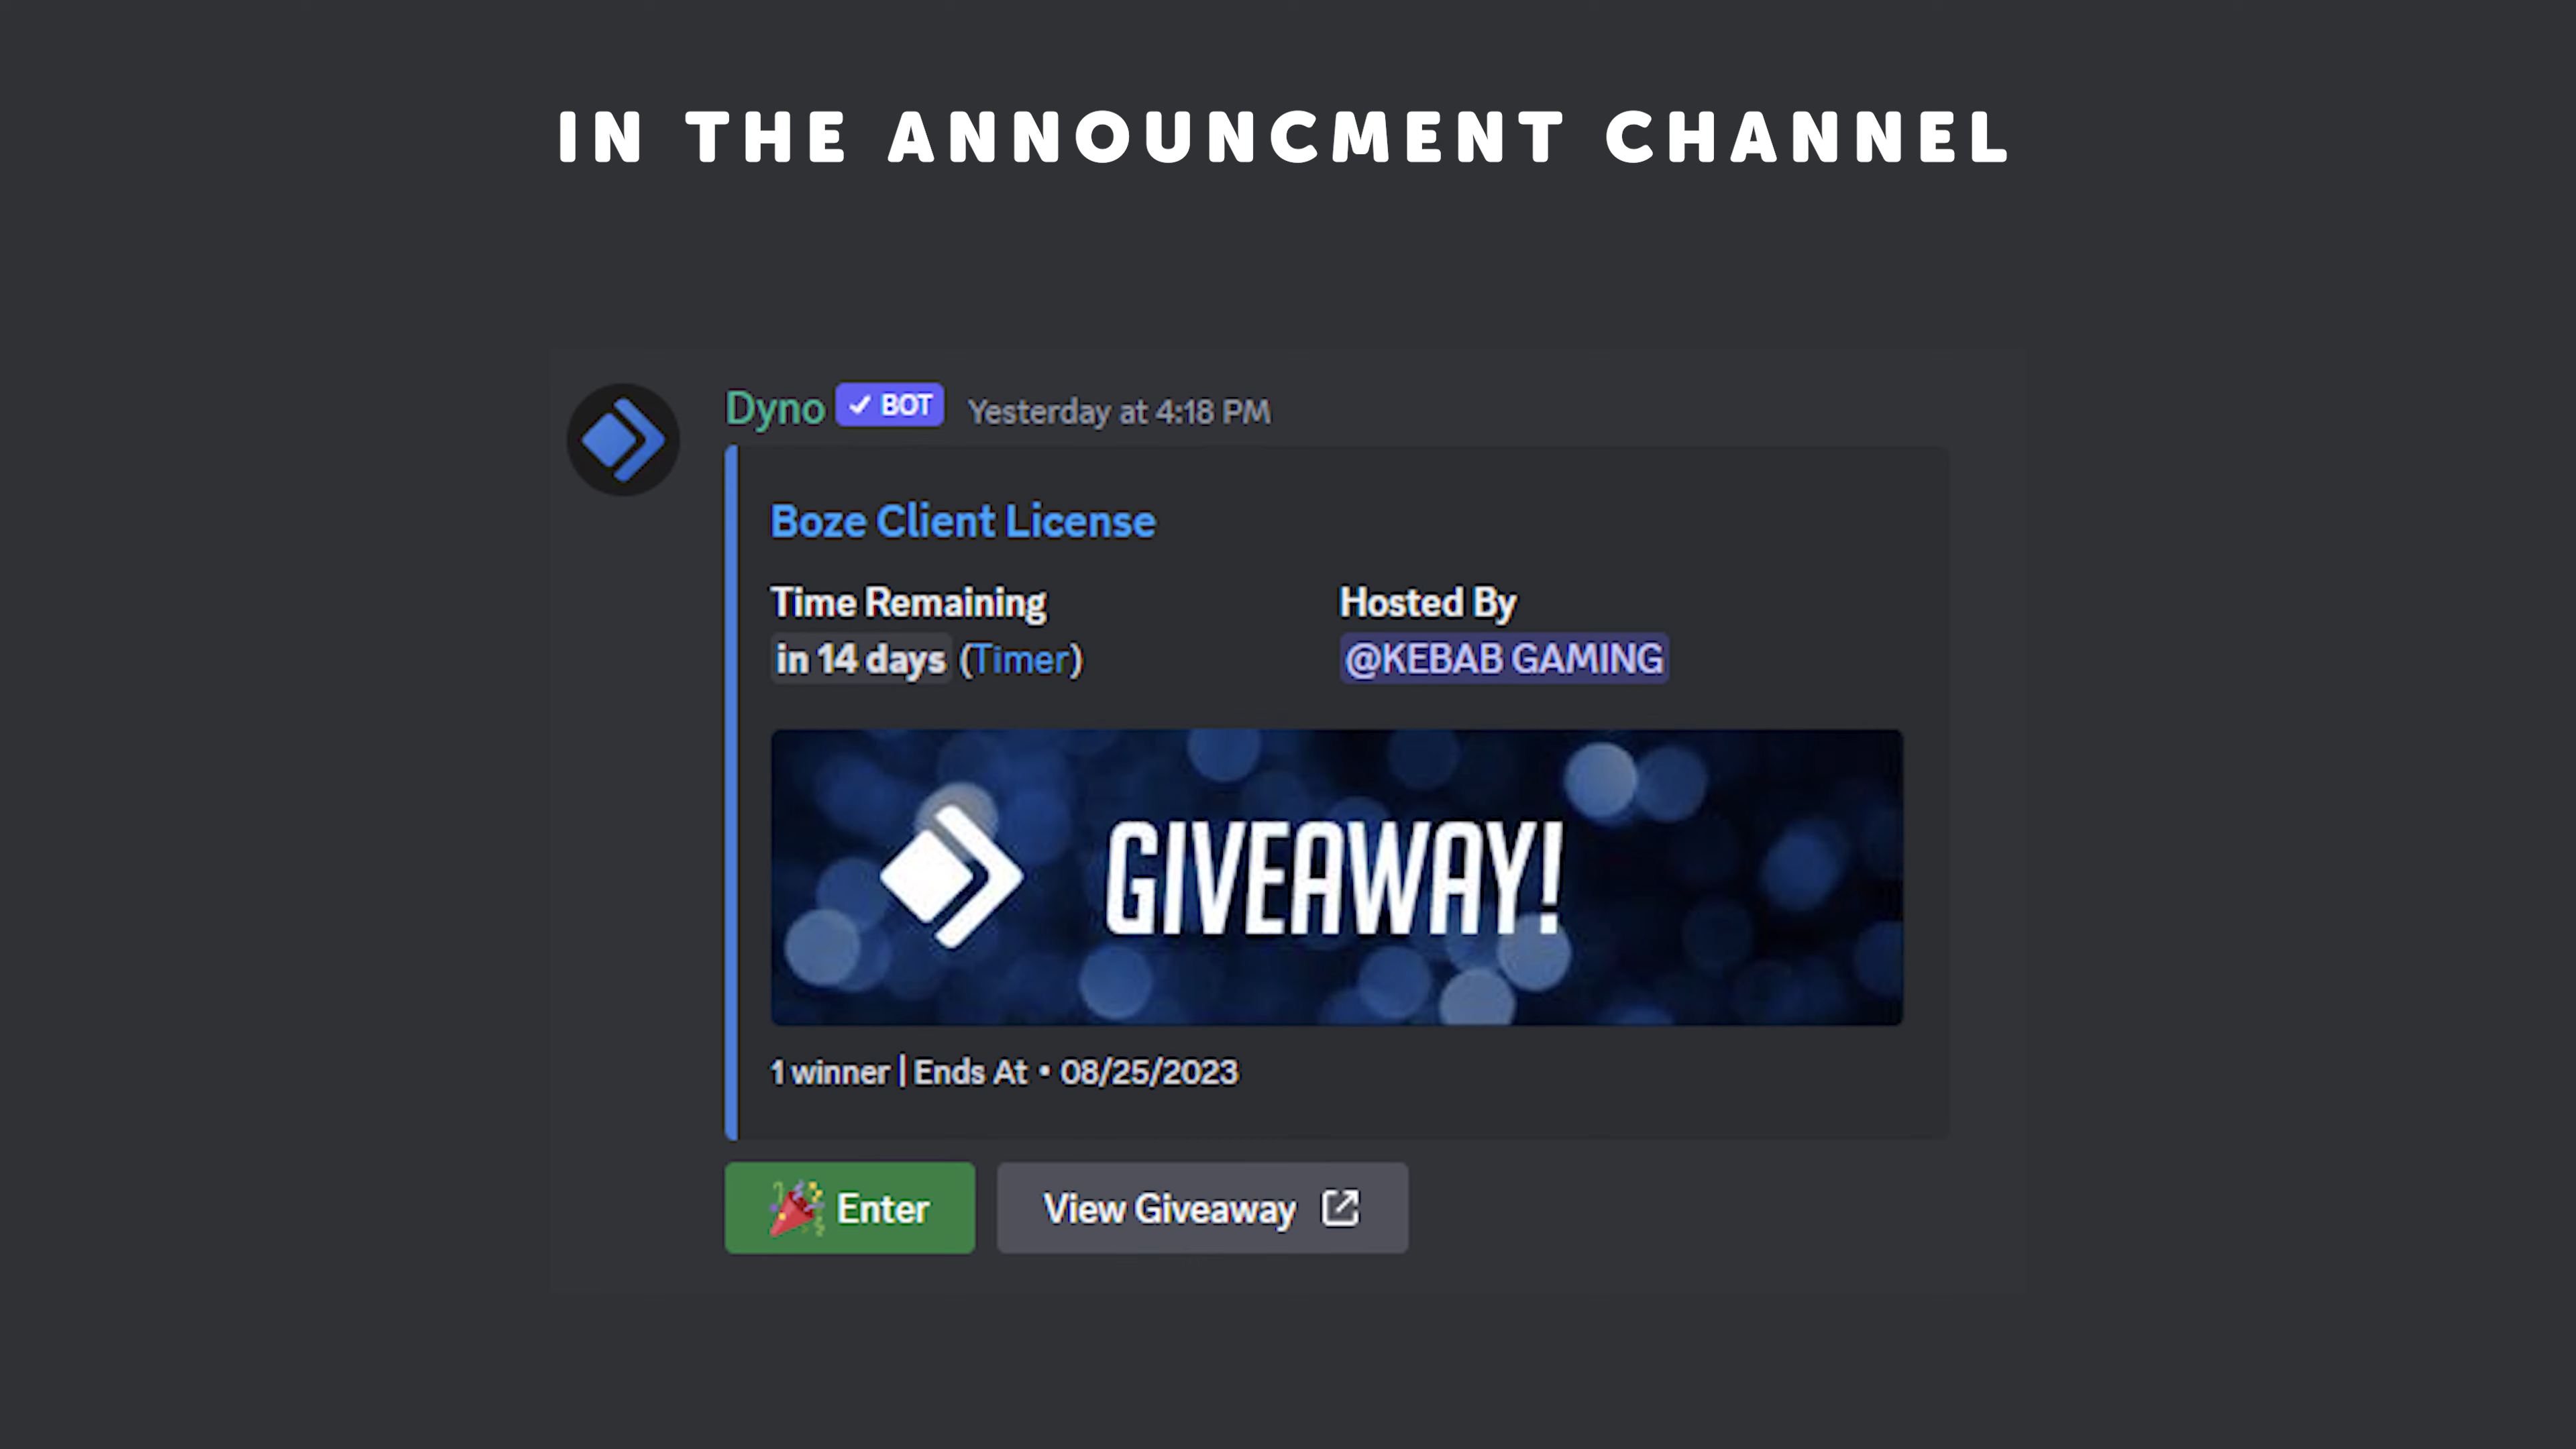 IN THE ANNOUNCMENT CHANNEL
Dyno ✓ BOT Yesterday at 4:18 PM
Boze Client License
Time Remaining Hosted By
in 14 days (Timer) @KEBAB GAMING
GIVEAWAY!
1 winner | Ends At • 08/25/2023
Enter View Giveaway